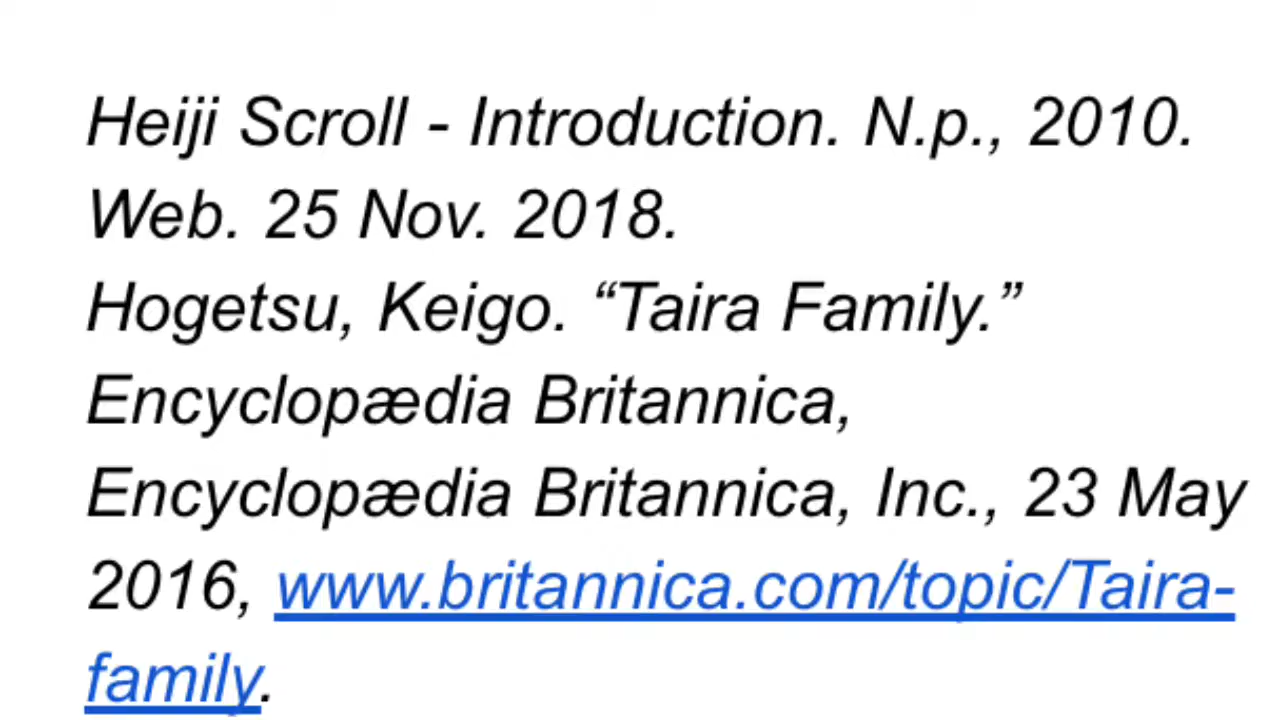 Heiji Scroll - Introduction. N.p., 2010.
Web. 25 Nov. 2018.
Hogetsu, Keigo. “Taira Family.”
Encyclopædia Britannica,
Encyclopædia Britannica, Inc., 23 May
2016, www.britannica.com/topic/Taira-
family.